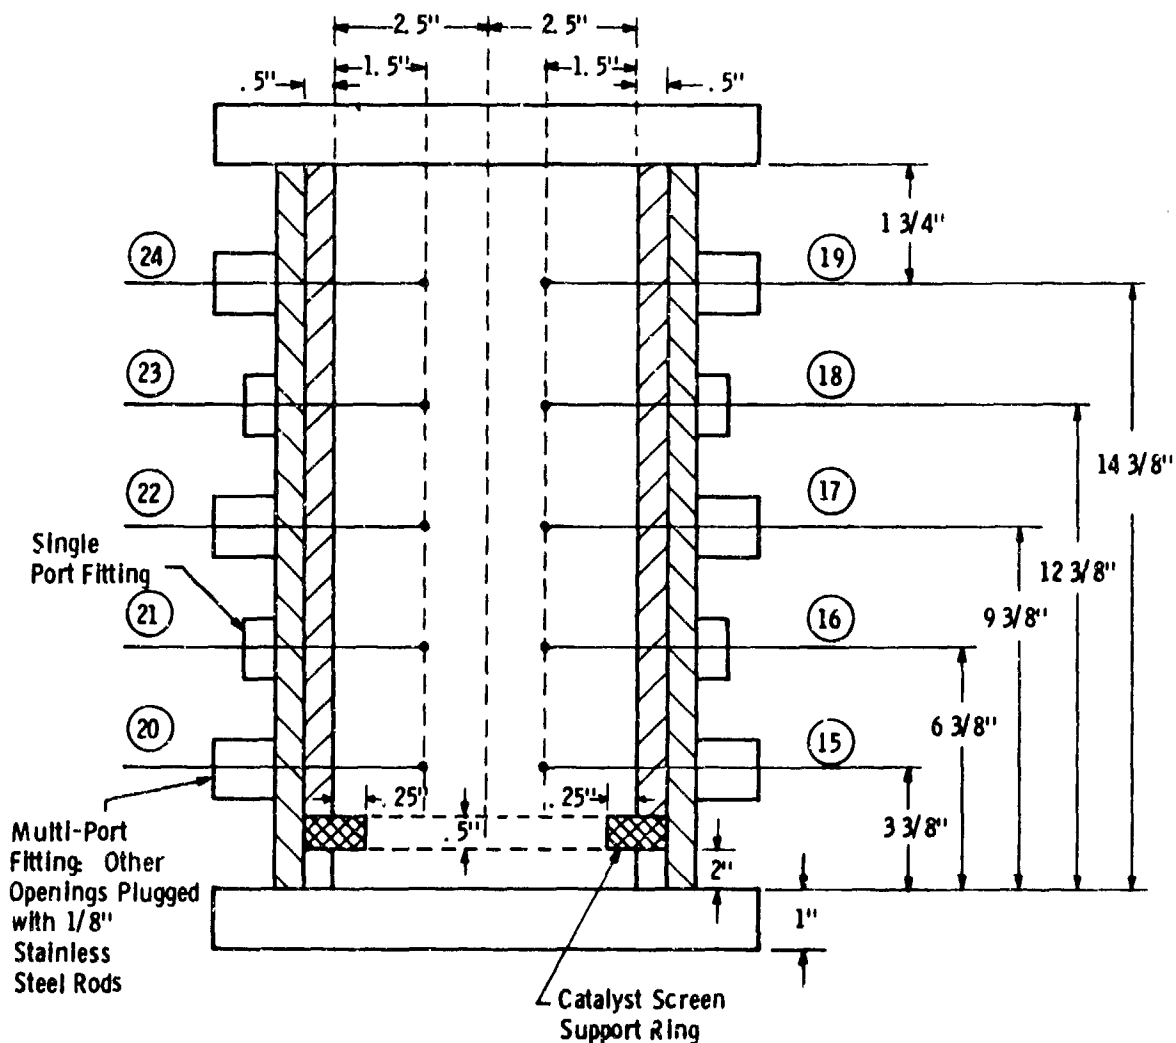 2.5" 2.5"
1.5" 1.5"
.5" .5"
1 3/4"
24 19
23 18
14 3/8"
22 17
Single
Port Fitting
12 3/8"
21 16
9 3/8"
6 3/8"
20 15
.25" .25"
.5"
3 3/8"
2"
1"
Multi-Port
Fitting: Other
Openings Plugged
with 1/8"
Stainless
Steel Rods
Catalyst Screen
Support Ring